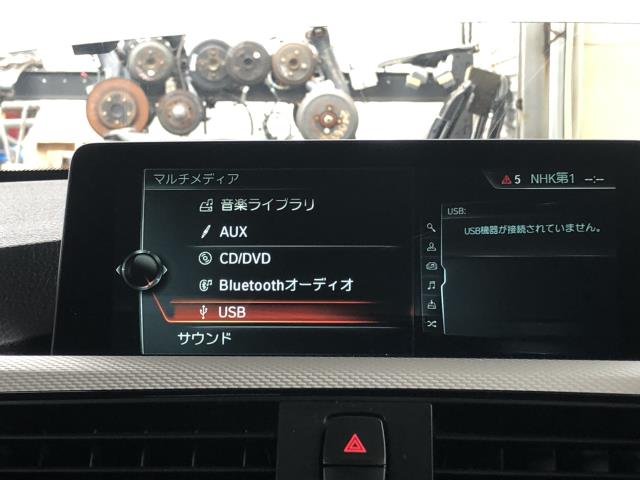 マルチメディア
5 NHK第1 --:--
音楽ライブラリ
AUX
CD/DVD
Bluetoothオーディオ
USB
サウンド
USB:
USB機器が接続されていません。